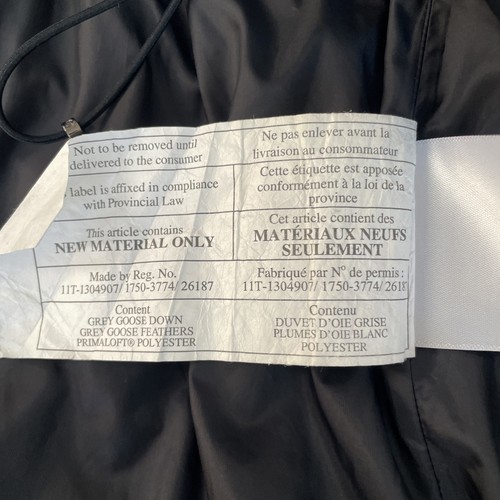 Not to be removed until
delivered to the consumer
label is affixed in compliance
with Provincial Law
This article contains
NEW MATERIAL ONLY
Made by Reg. No.
11T-1304907/ 1750-3774/ 26187
Content
GREY GOOSE DOWN
GREY GOOSE FEATHERS
PRIMALOFT® POLYESTER
Ne pas enlever avant la
livraison au consommateur
Cette étiquette est apposée
conformément à la loi de la
province
Cet article contient des
MATÉRIAUX NEUFS
SEULEMENT
Fabriqué par N° de permis :
11T-1304907/ 1750-3774/ 2618
Contenu
DUVET D'OIE GRISE
PLUMES D'OIE BLANC
POLYESTER